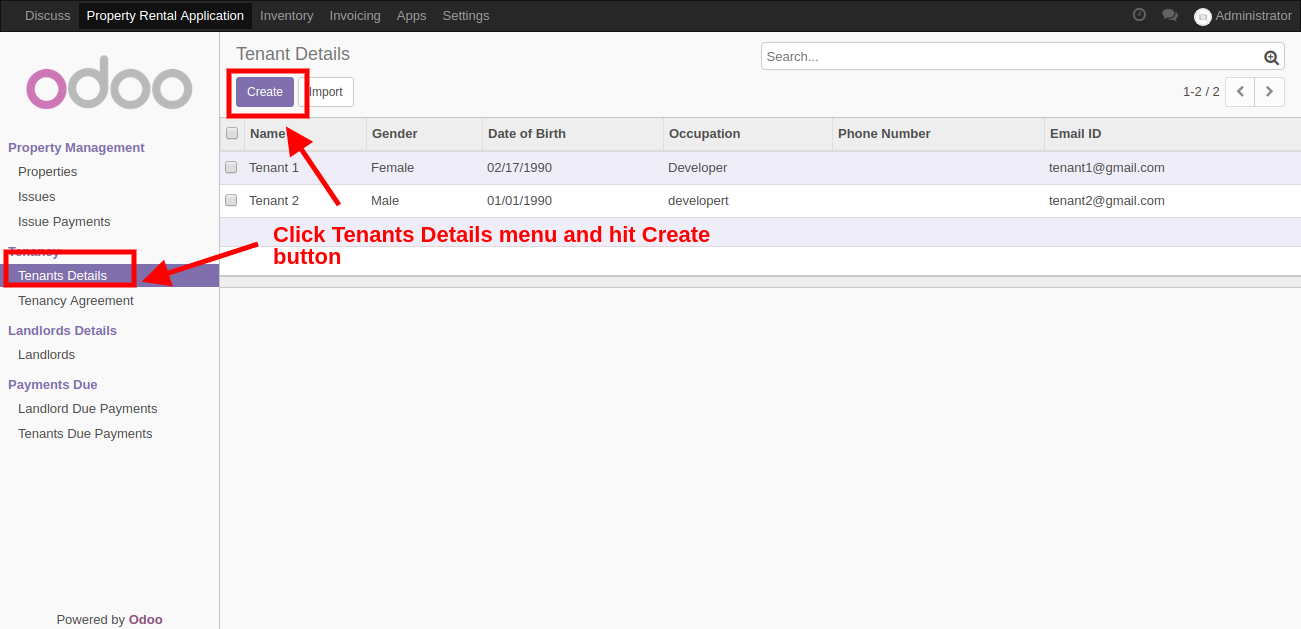 Discuss Property Rental Application Inventory Invoicing Apps Settings Administrator
odoo
Tenant Details
Search...
Create Import
1-2 / 2
Name Gender Date of Birth Occupation Phone Number Email ID
Tenant 1 Female 02/17/1990 Developer tenant1@gmail.com
Tenant 2 Male 01/01/1990 developert tenant2@gmail.com
Click Tenants Details menu and hit Create
button
Property Management
Properties
Issues
Issue Payments
Tenancy
Tenants Details
Tenancy Agreement
Landlords Details
Landlords
Payments Due
Landlord Due Payments
Tenants Due Payments
Powered by Odoo